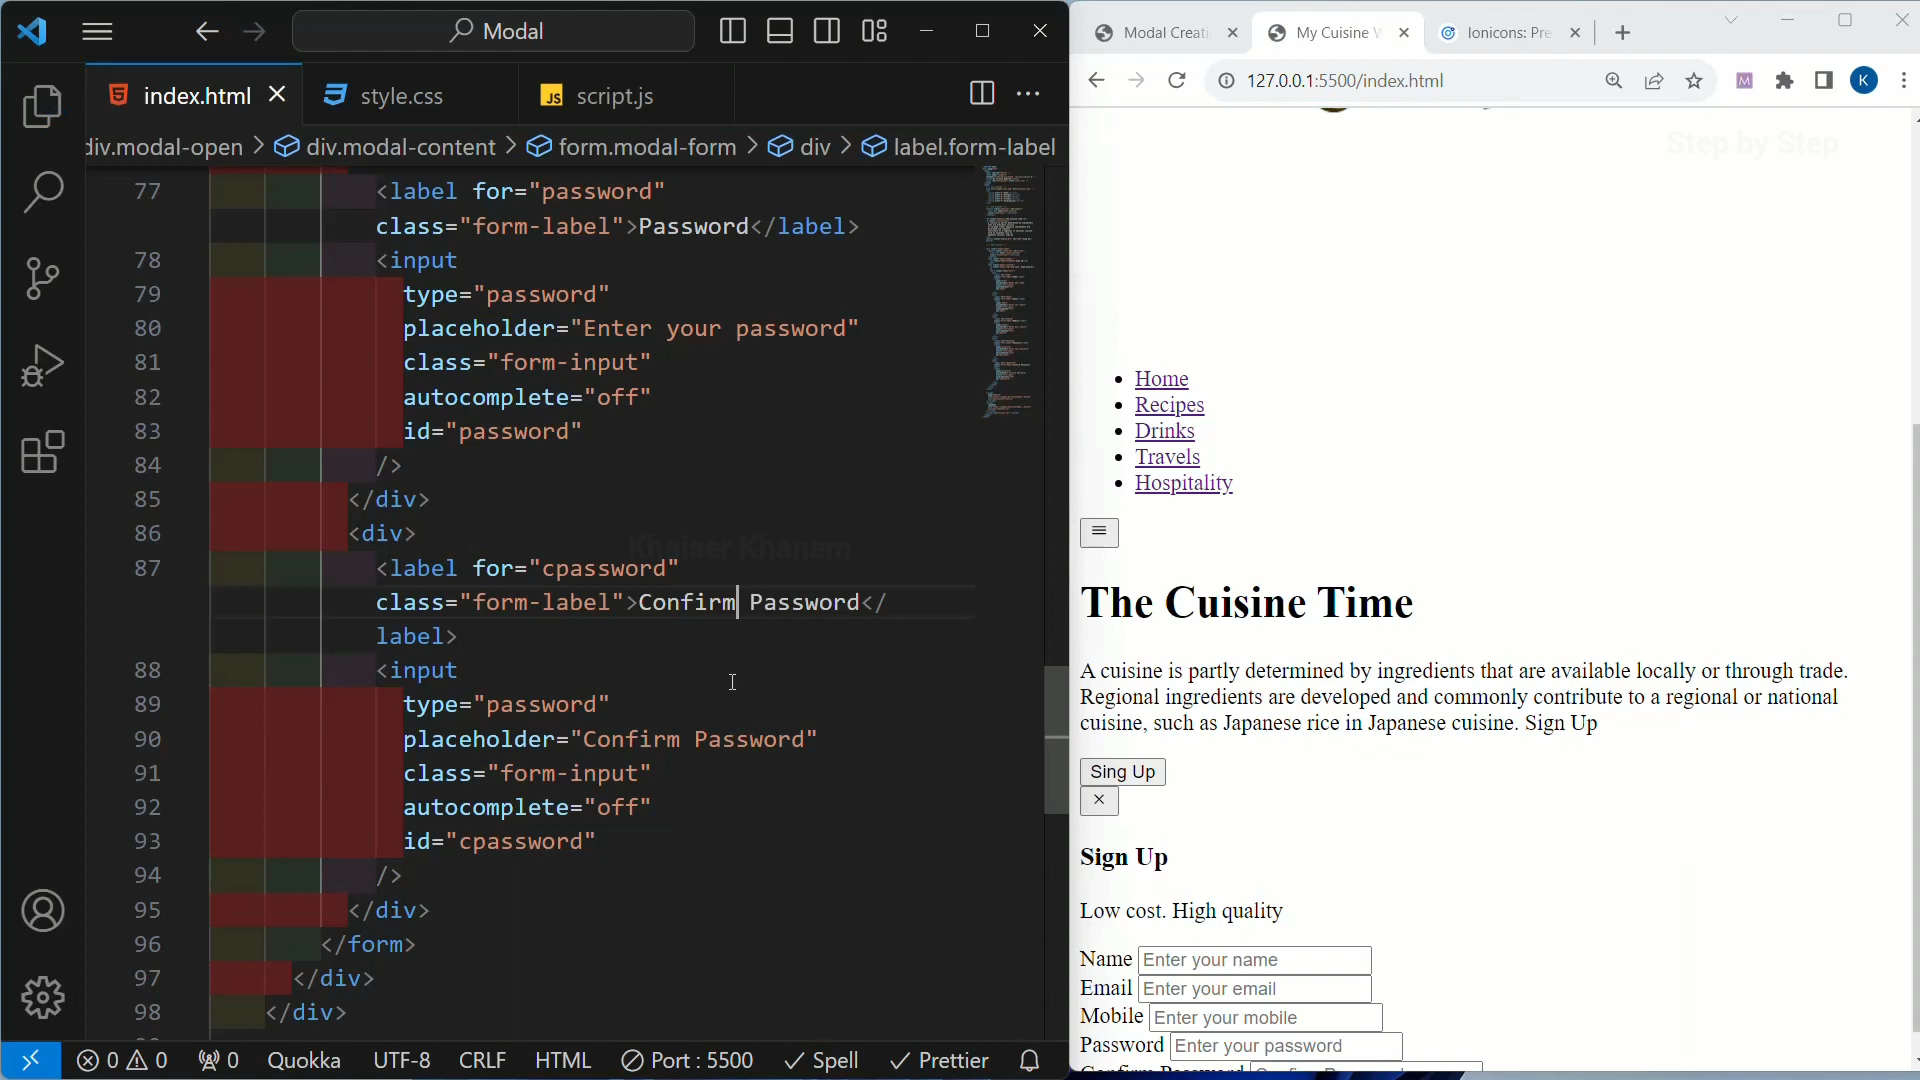 Modal
index.html
style.css
script.js
div.modal-open > div.modal-content > form.modal-form > div > label.form-label
77 <label for="password"
class="form-label">Password</label>
78 <input
79 type="password"
80 placeholder="Enter your password"
81 class="form-input"
82 autocomplete="off"
83 id="password"
84 />
85 </div>
86 <div>
87 <label for="cpassword"
class="form-label">Confirm Password</
label>
88 <input
89 type="password"
90 placeholder="Confirm Password"
91 class="form-input"
92 autocomplete="off"
93 id="cpassword"
94 />
95 </div>
96 </form>
97 </div>
98 </div>
Khaiser Khanam
0 0 0 Quokka UTF-8 CRLF HTML Port : 5500 Spell Prettier
Modal Creati
My Cuisine W
Ionicons: Pre
127.0.0.1:5500/index.html
K
Step by Step
Home
Recipes
Drinks
Travels
Hospitality
The Cuisine Time
A cuisine is partly determined by ingredients that are available locally or through trade.
Regional ingredients are developed and commonly contribute to a regional or national
cuisine, such as Japanese rice in Japanese cuisine. Sign Up
Sing Up
Sign Up
Low cost. High quality
Name Enter your name
Email Enter your email
Mobile Enter your mobile
Password Enter your password